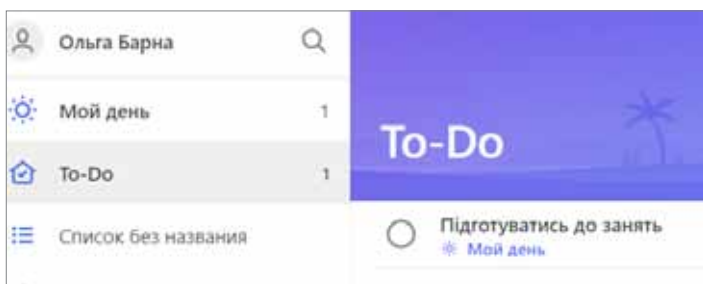 Ольга Барна
Мой день 1
To-Do 1
Список без названия
To-Do
Підготуватись до занять
Мой день